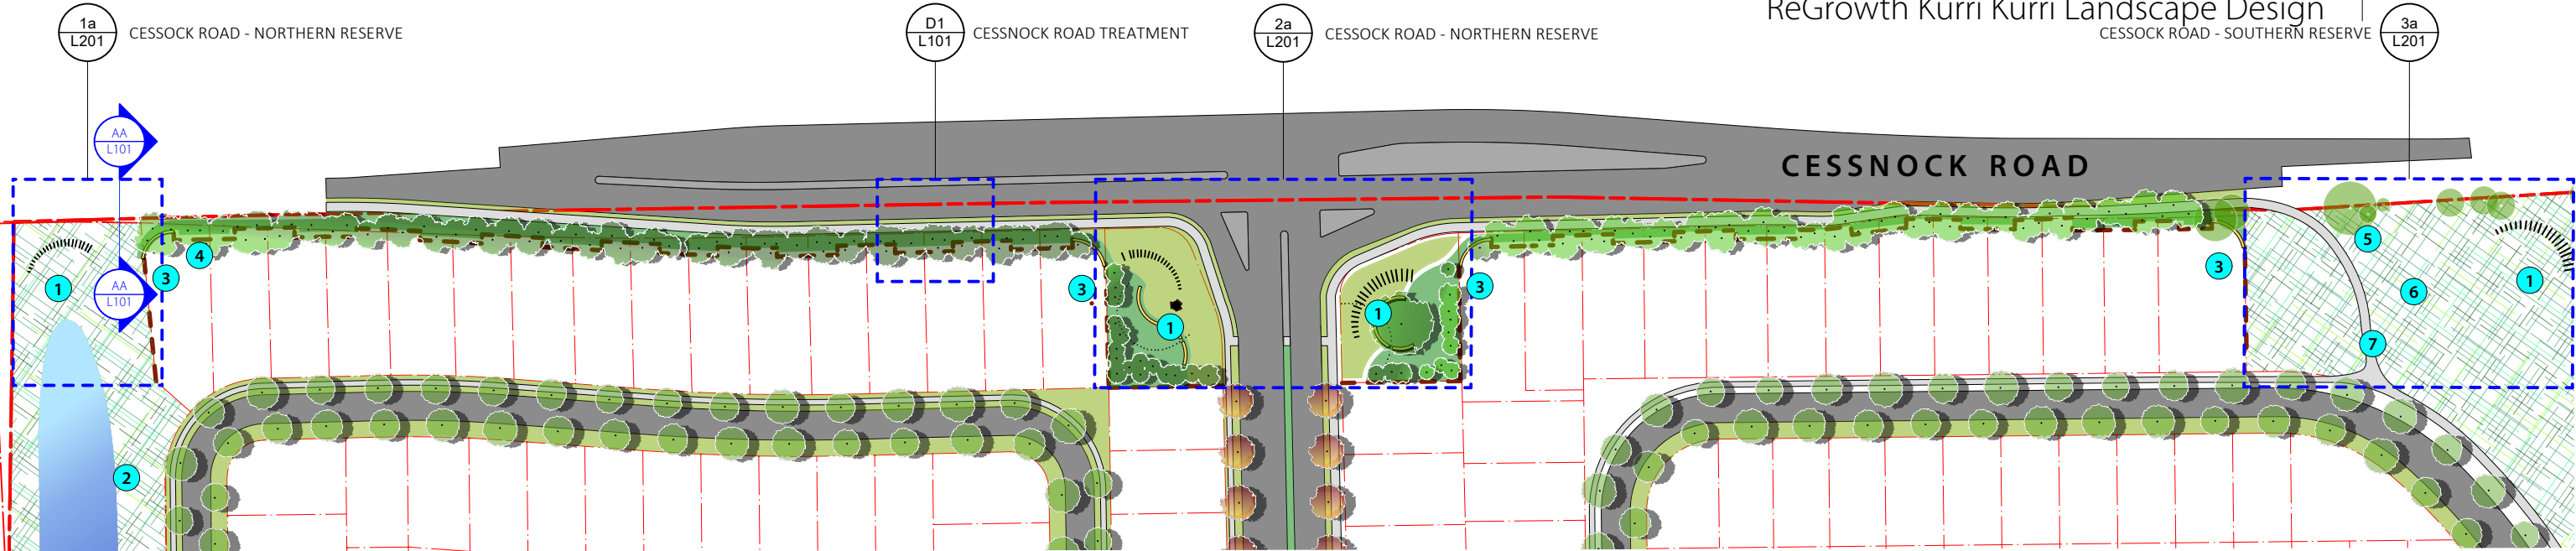 ReGrowth Kurri Kurri Landscape Design
1a
L201
CESSOCK ROAD - NORTHERN RESERVE
D1
L101
CESSNOCK ROAD TREATMENT
2a
L201
CESSOCK ROAD - NORTHERN RESERVE
CESSOCK ROAD - SOUTHERN RESERVE
3a
L201
AA
L101
CESSNOCK ROAD
AA
L101
1
3
4
2
3
1
1
3
3
5
6
1
7